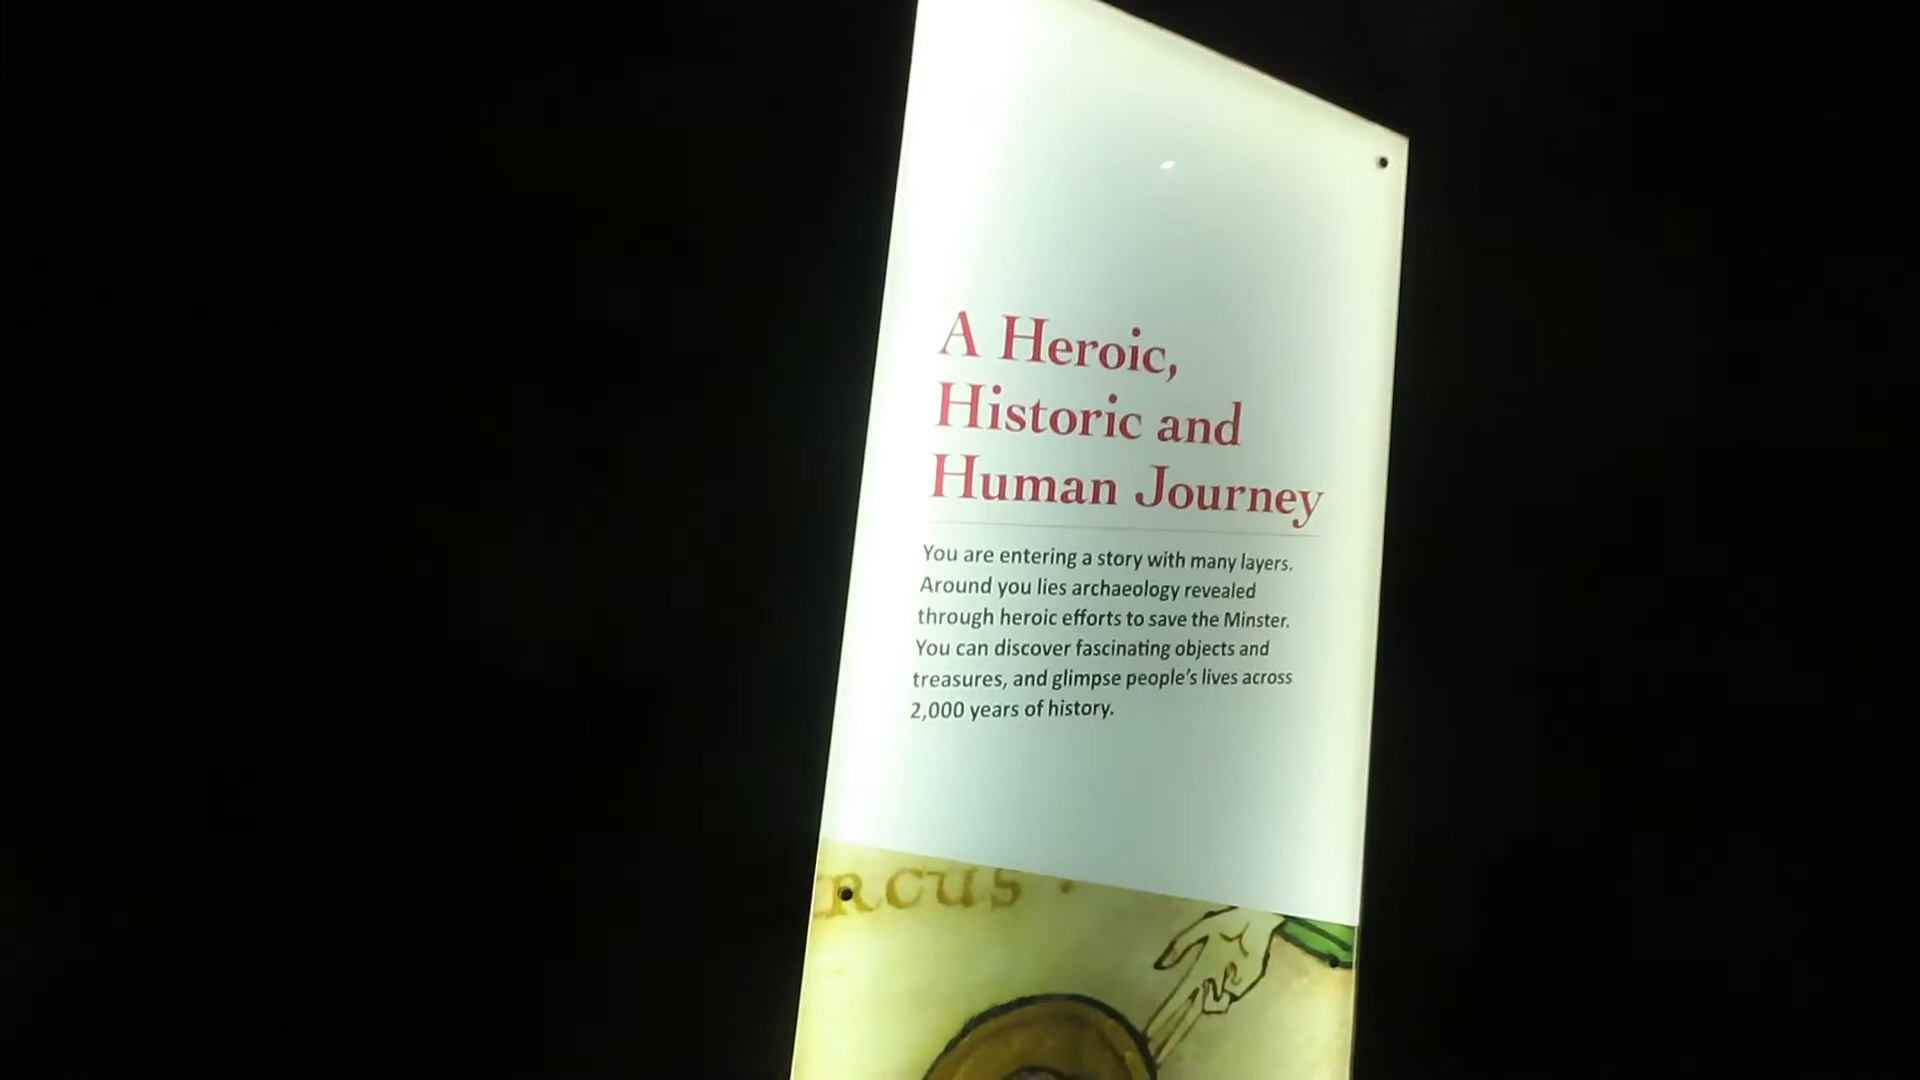 A Heroic,
Historic and
Human Journey
You are entering a story with many layers.
Around you lies archaeology revealed
through heroic efforts to save the Minster.
You can discover fascinating objects and
treasures, and glimpse people's lives across
2,000 years of history.
RCUS